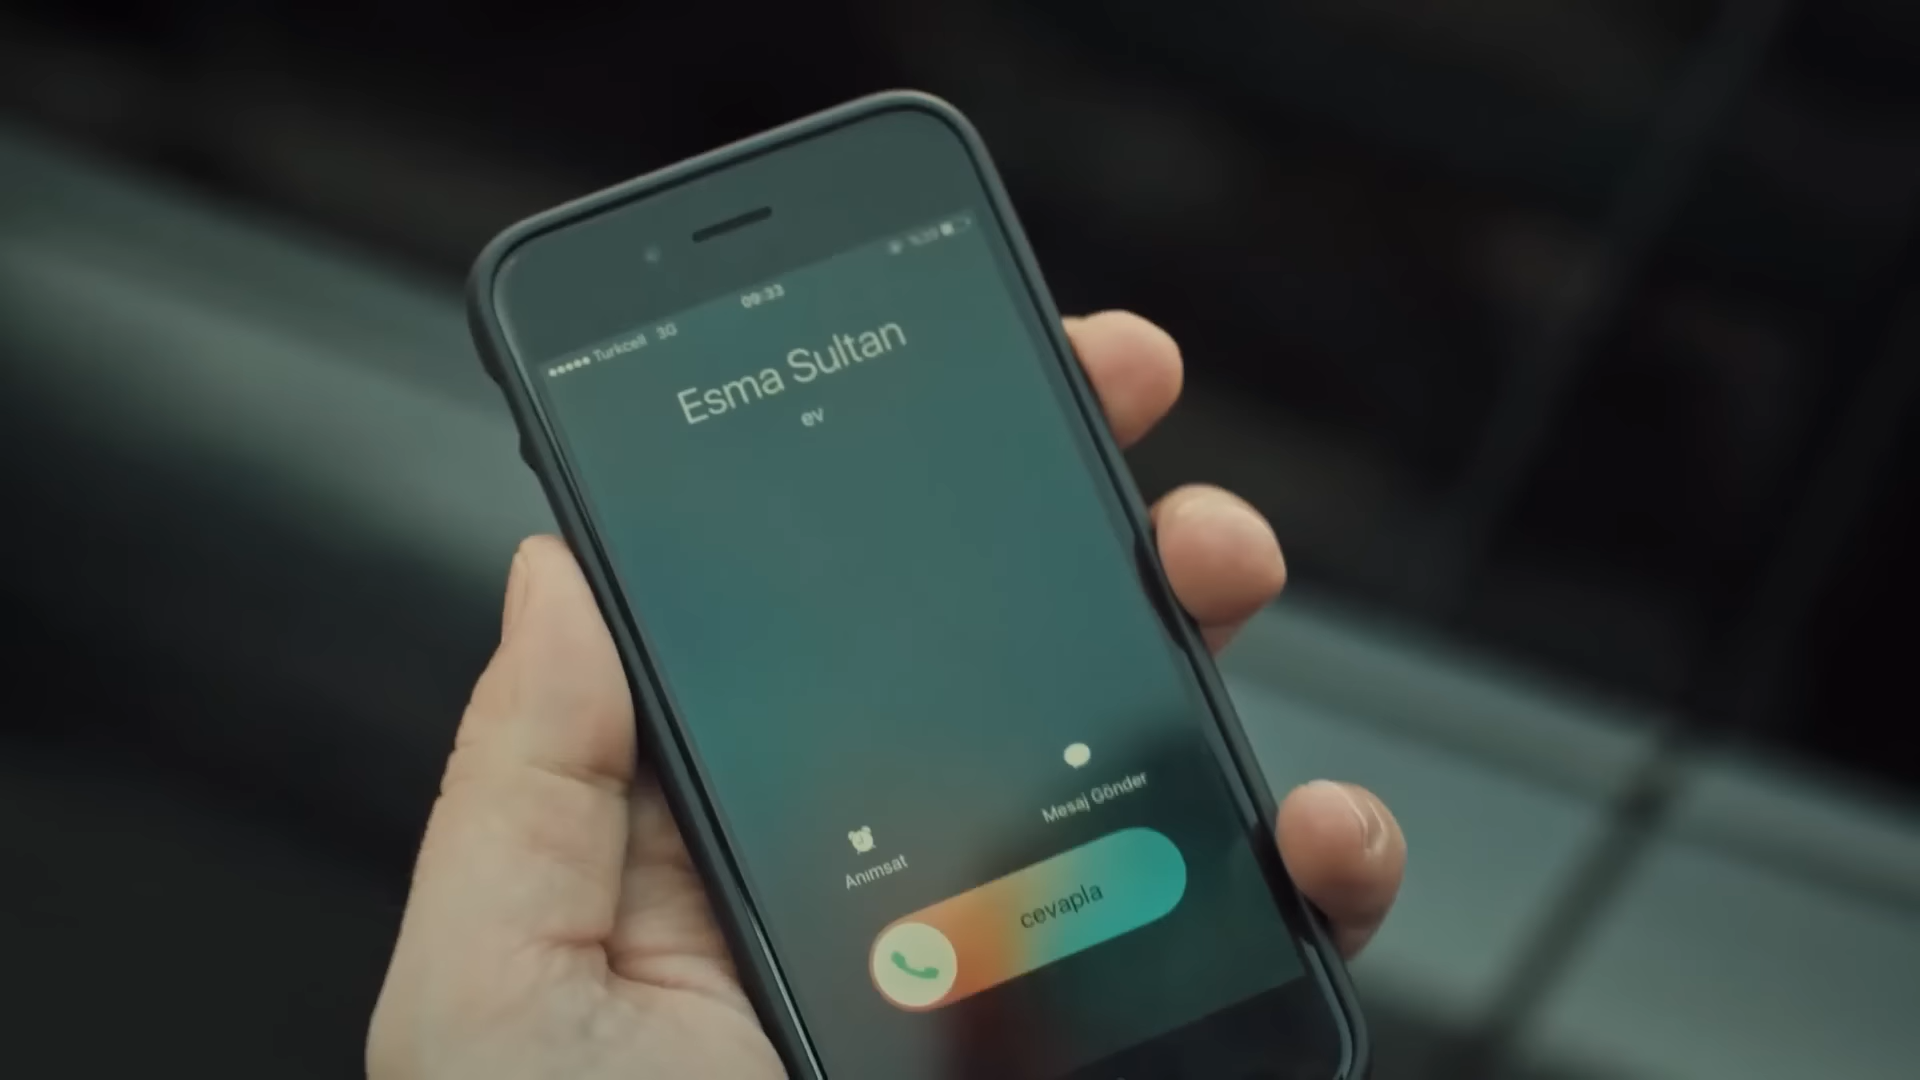 Turkcell 3G 09:33
Esma Sultan
ev
Anımsat
Mesaj Gönder
cevapla